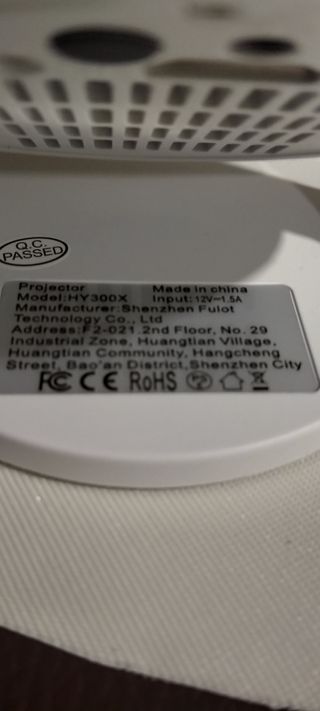 Q.C.
PASSED
Projector Made in china
Model:HY300X Input:12V⎓1.5A
Manufacturer:Shenzhen Fulot
Technology Co., Ltd
Address:F2-021.2nd Floor, No. 29
Industrial Zone, Huangtian Village,
Huangtian Community, Hangcheng
Street, Bao'an District,Shenzhen City
FC CE RoHS